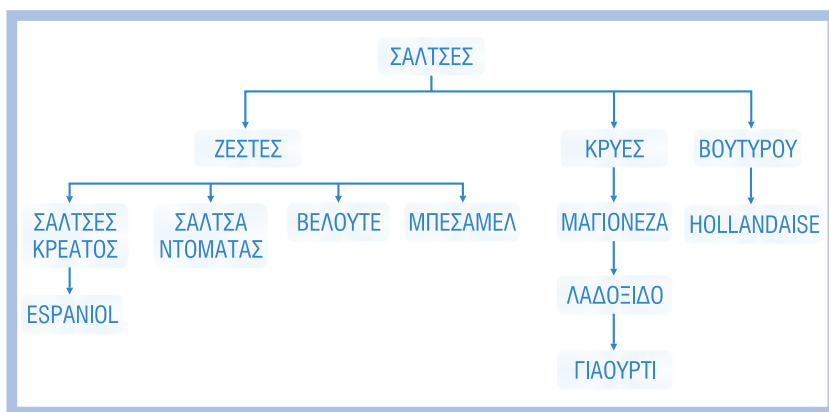 ΣΑΛΤΣΕΣ
ΖΕΣΤΕΣ
ΚΡΥΕΣ
ΒΟΥΤΥΡΟΥ
ΣΑΛΤΣΕΣ
ΚΡΕΑΤΟΣ
ΣΑΛΤΣΑ
ΝΤΟΜΑΤΑΣ
ΒΕΛΟΥΤΕ
ΜΠΕΣΑΜΕΛ
ΜΑΓΙΟΝΕΖΑ
HOLLANDAISE
ESPANIOL
ΛΑΔΟΞΙΔΟ
ΓΙΑΟΥΡΤΙ